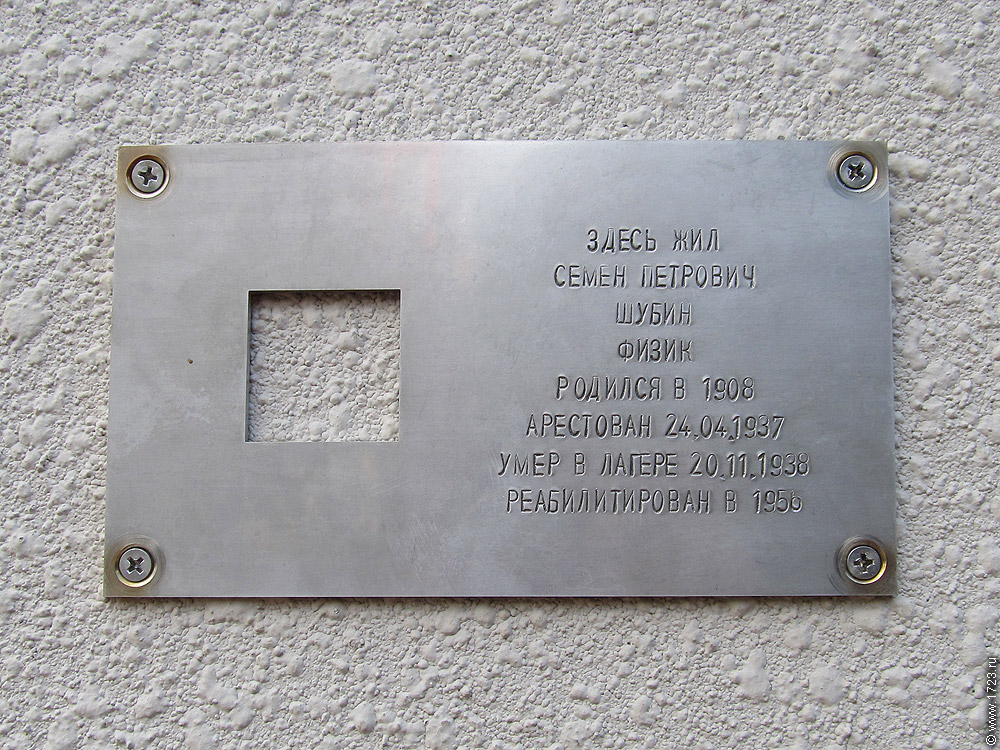 ЗДЕСЬ ЖИЛ
СЕМЕН ПЕТРОВИЧ
ШУБИН
ФИЗИК
РОДИЛСЯ В 1908
АРЕСТОВАН 24.04.1937
УМЕР В ЛАГЕРЕ 20.11.1938
РЕАБИЛИТИРОВАН В 1956
© www.1723.ru